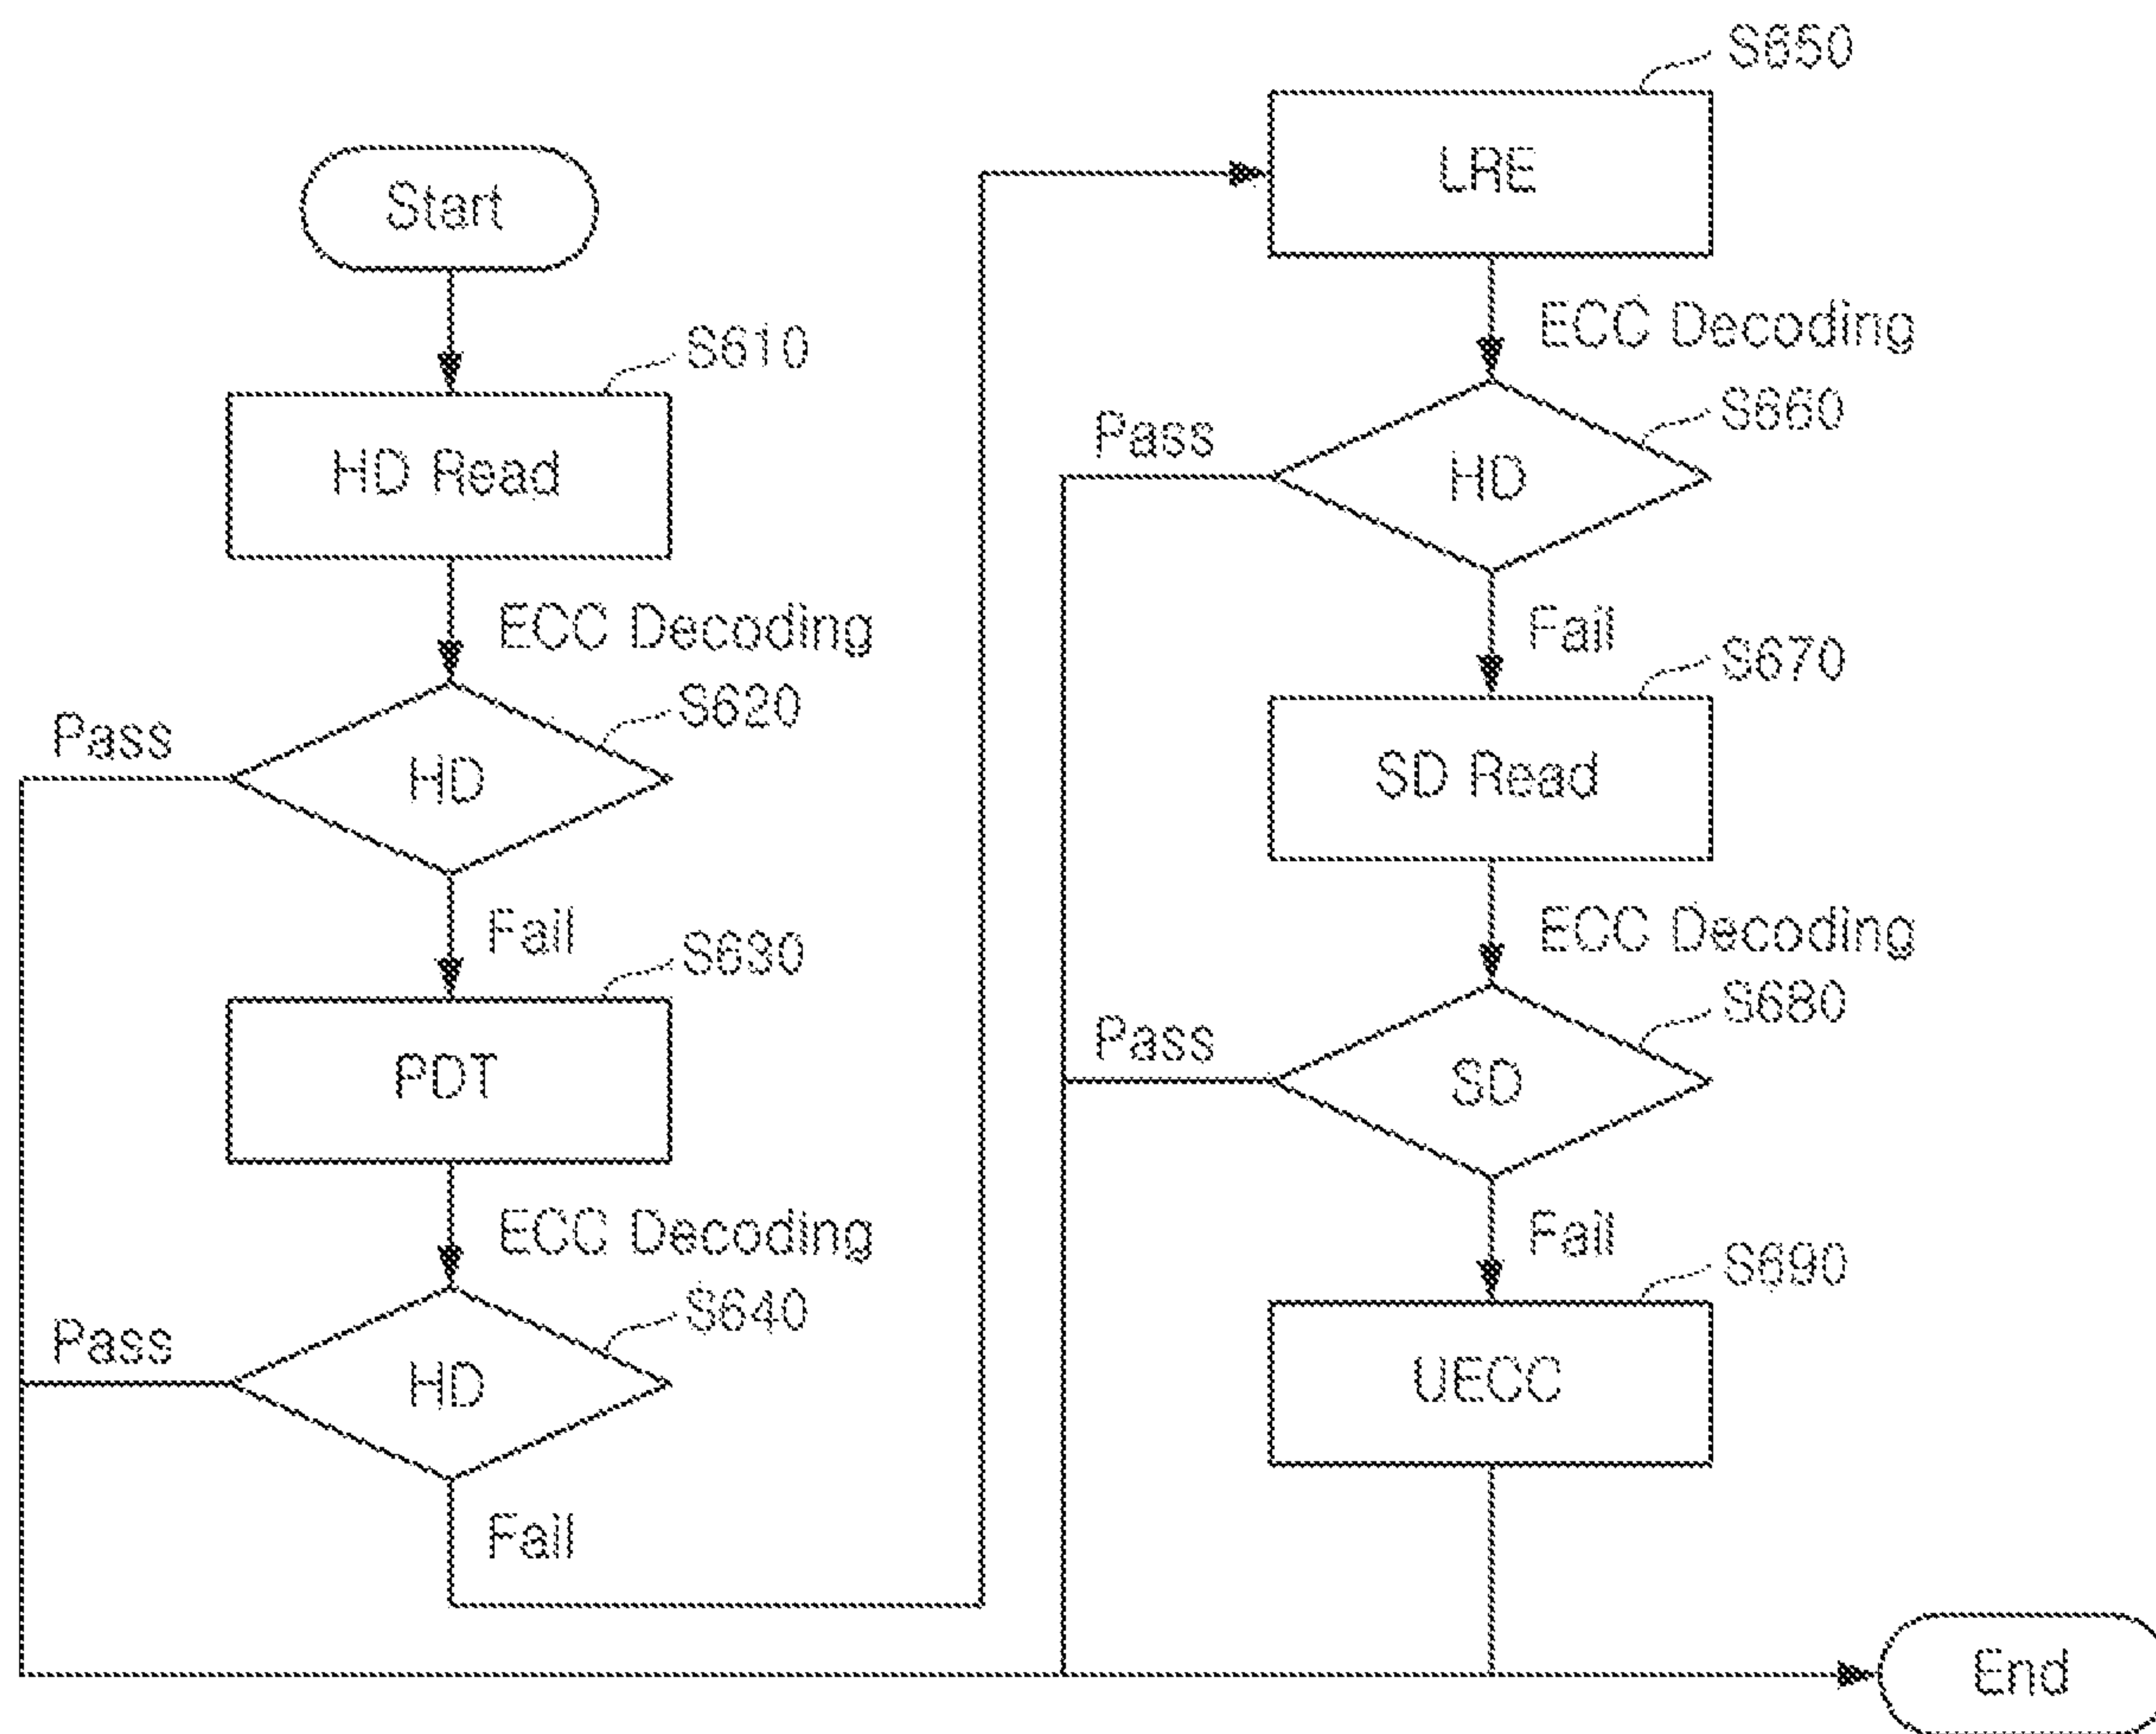 Start
S610
HD Read
ECC Decoding
S620
Pass
HD
Fail
S630
PDT
ECC Decoding
S640
Pass
HD
Fail
S650
LRE
ECC Decoding
S660
Pass
HD
Fail
S670
SD Read
ECC Decoding
S680
Pass
SD
Fail
S690
UECC
End